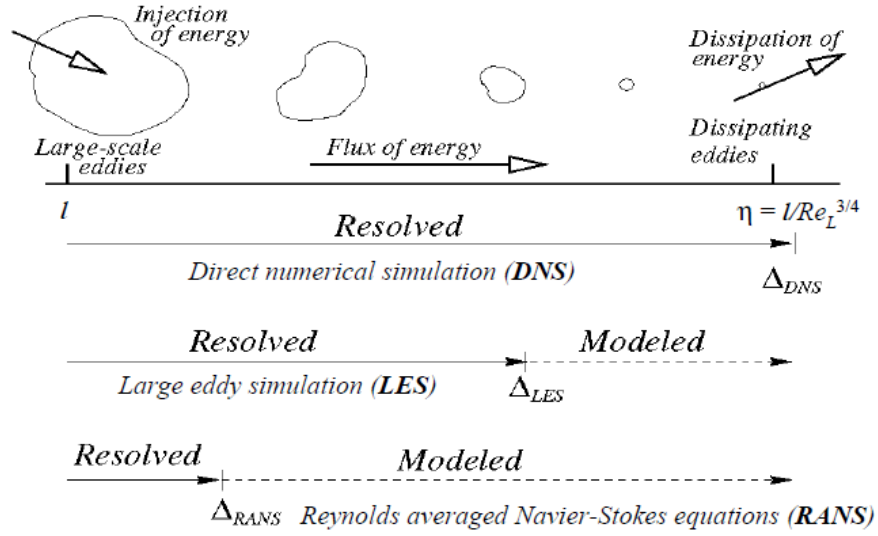 Injection
of energy
Dissipation of
energy
Large-scale
eddies
Flux of energy
Dissipating
eddies
l
η = l/Re_L^{3/4}
Resolved
Direct numerical simulation (DNS)
Δ_DNS
Resolved
Modeled
Large eddy simulation (LES)
Δ_LES
Resolved
Modeled
Δ_RANS
Reynolds averaged Navier-Stokes equations (RANS)